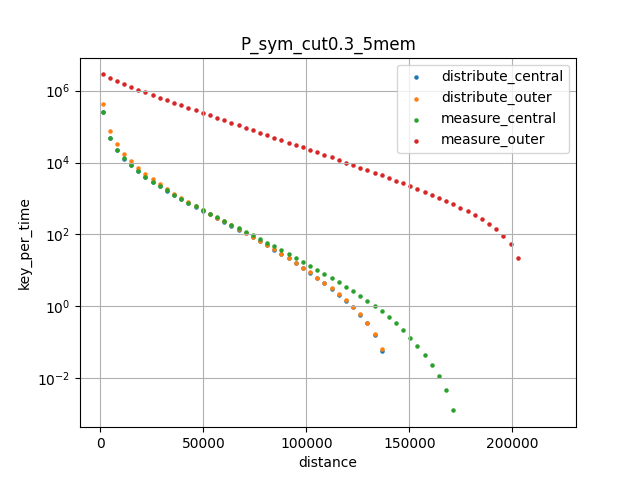 P_sym_cut0.3_5mem
distribute_central
distribute_outer
measure_central
measure_outer
key_per_time
10^6
10^4
10^2
10^0
10^−2
0
50000
100000
150000
200000
distance